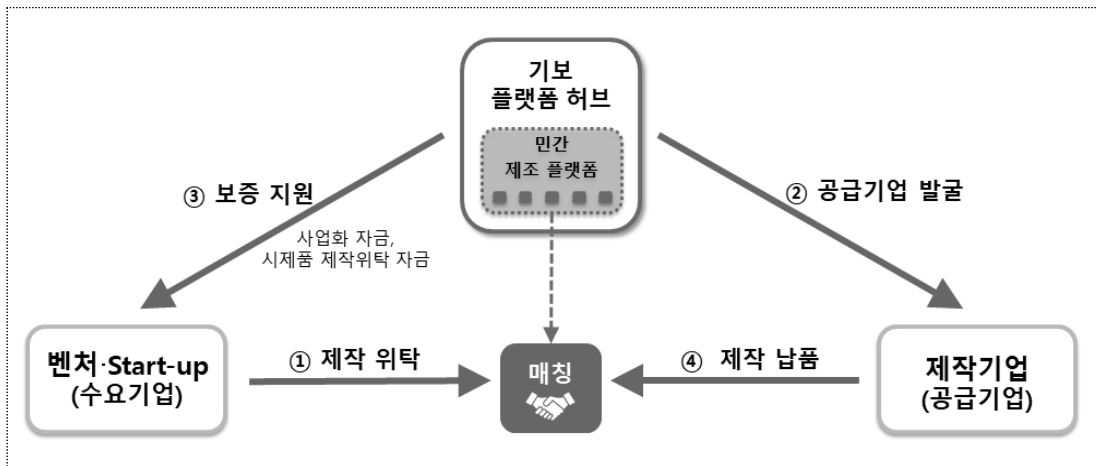 기보
플랫폼 허브
민간
제조 플랫폼
③ 보증 지원
② 공급기업 발굴
사업화 자금,
시제품 제작위탁 자금
벤처·Start-up
(수요기업)
① 제작 위탁
매칭
④ 제작 납품
제작기업
(공급기업)